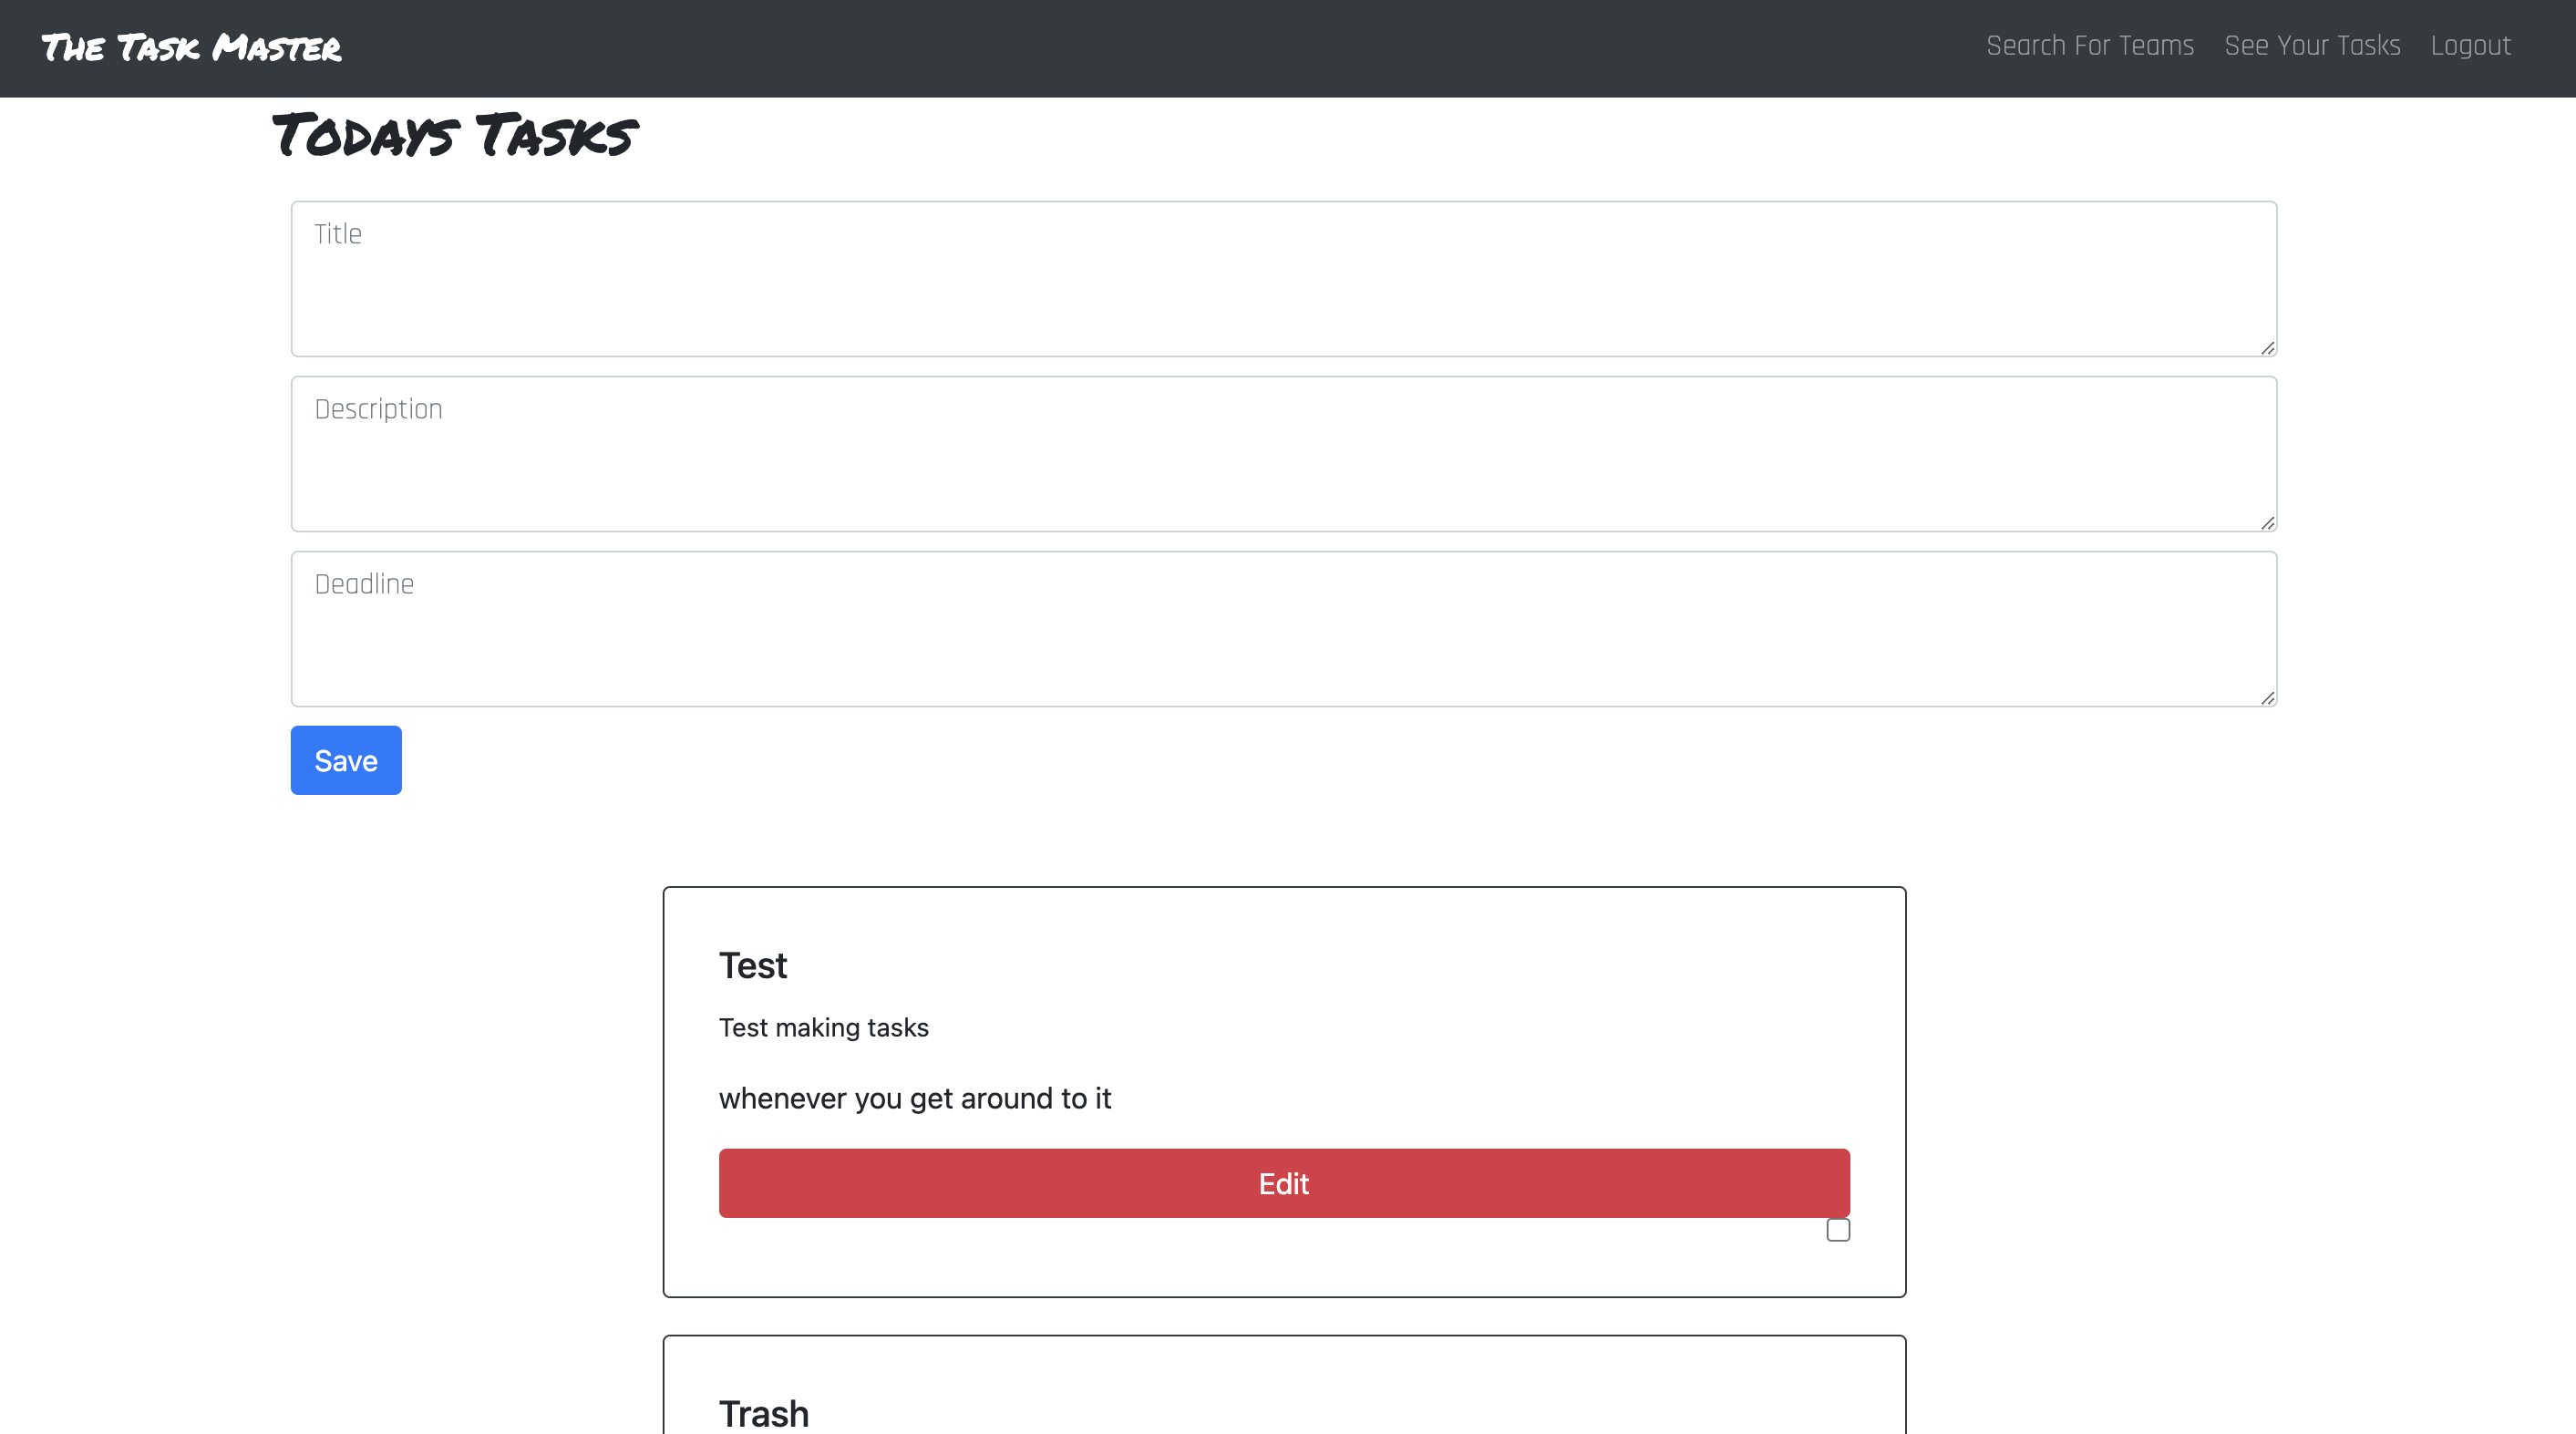 The Task Master
Search For Teams See Your Tasks Logout
Todays Tasks
Title
Description
Deadline
Save
Test
Test making tasks
whenever you get around to it
Edit
Trash